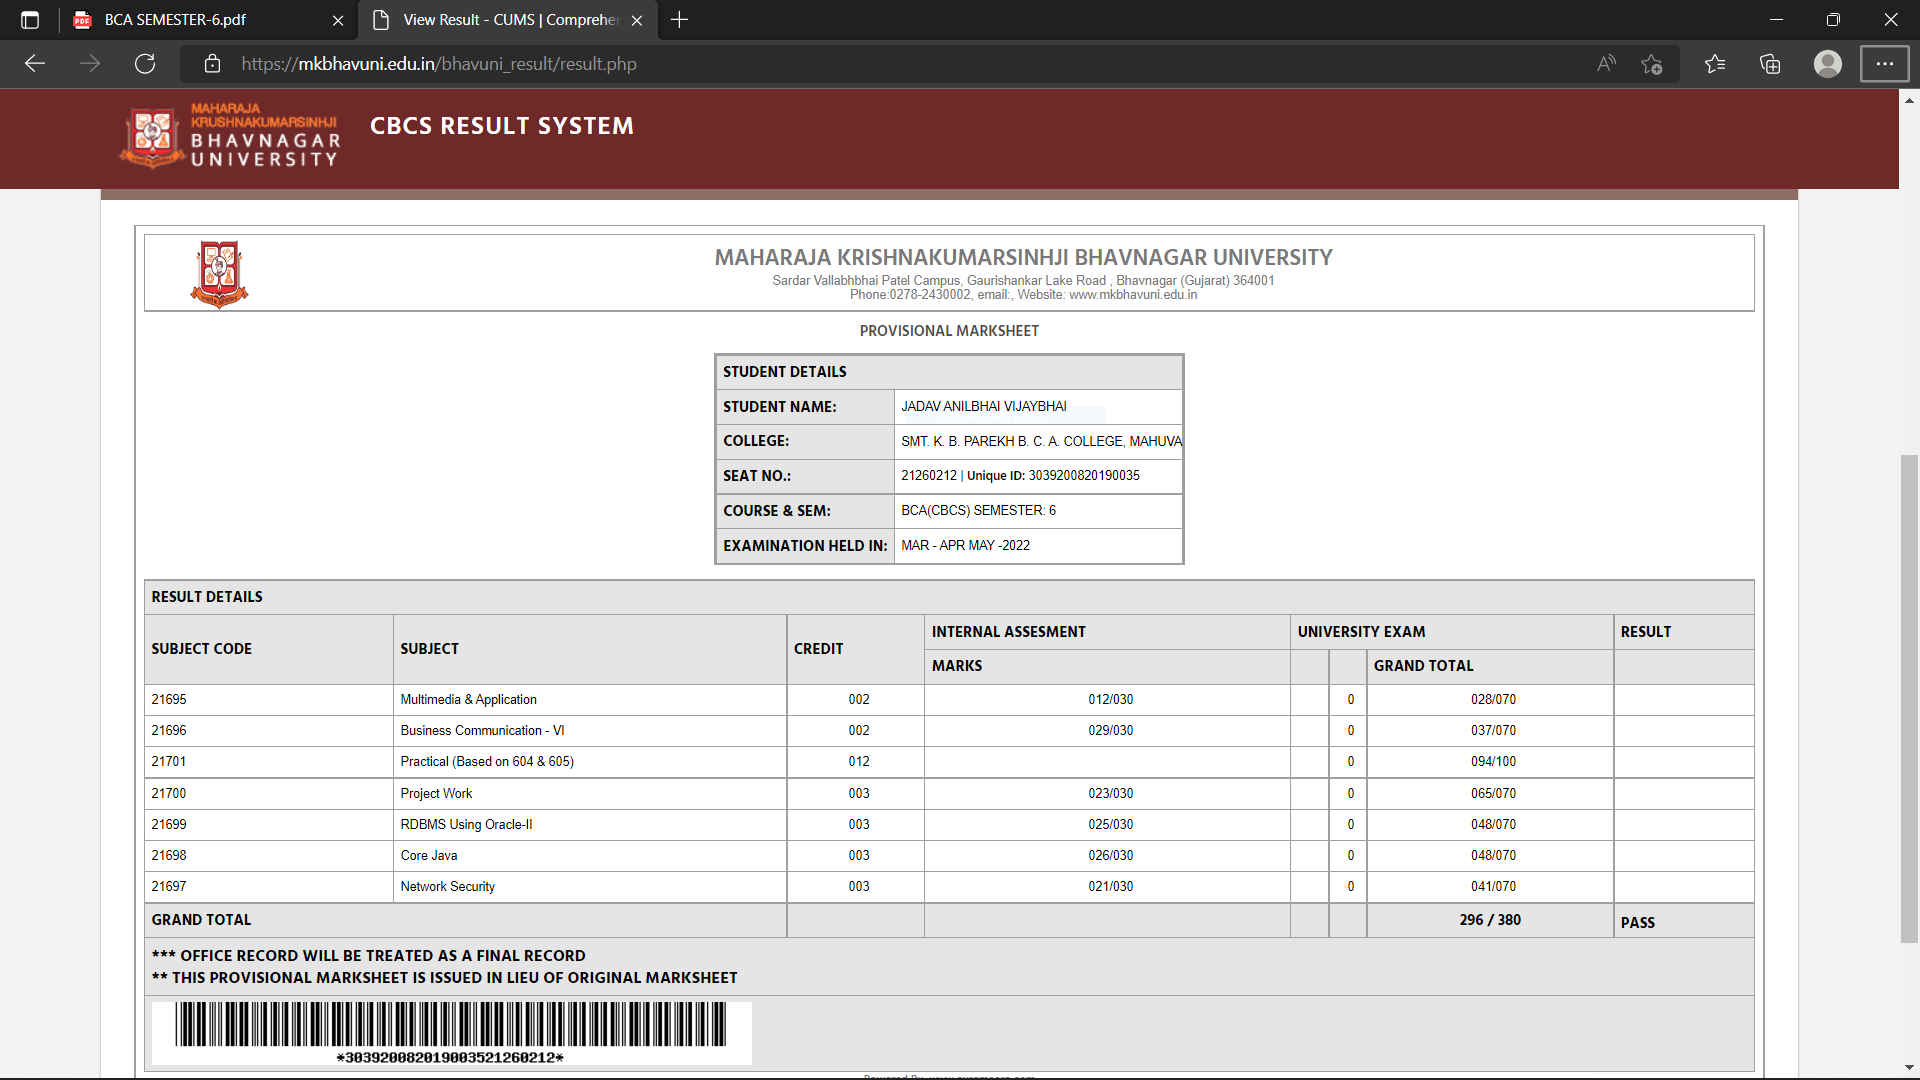 BCA SEMESTER-6.pdf
View Result - CUMS | Comprehe
https://mkbhavuni.edu.in/bhavuni_result/result.php
MAHARAJA
KRUSHNAKUMARSINHJI
BHAVNAGAR
UNIVERSITY
CBCS RESULT SYSTEM
MAHARAJA KRISHNAKUMARSINHJI BHAVNAGAR UNIVERSITY
Sardar Vallabhbhai Patel Campus, Gaurishankar Lake Road , Bhavnagar (Gujarat) 364001
Phone:0278-2430002, email:, Website: www.mkbhavuni.edu.in
PROVISIONAL MARKSHEET
STUDENT DETAILS
STUDENT NAME: JADAV ANILBHAI VIJAYBHAI
COLLEGE: SMT. K. B. PAREKH B. C. A. COLLEGE, MAHUVA
SEAT NO.: 21260212 | Unique ID: 3039200820190035
COURSE & SEM: BCA(CBCS) SEMESTER: 6
EXAMINATION HELD IN: MAR - APR MAY -2022
RESULT DETAILS
SUBJECT CODE SUBJECT CREDIT INTERNAL ASSESMENT UNIVERSITY EXAM RESULT
MARKS GRAND TOTAL
21695 Multimedia & Application 002 012/030 0 028/070
21696 Business Communication - VI 002 029/030 0 037/070
21701 Practical (Based on 604 & 605) 012 0 094/100
21700 Project Work 003 023/030 0 065/070
21699 RDBMS Using Oracle-II 003 025/030 0 048/070
21698 Core Java 003 026/030 0 048/070
21697 Network Security 003 021/030 0 041/070
GRAND TOTAL 296 / 380 PASS
*** OFFICE RECORD WILL BE TREATED AS A FINAL RECORD
** THIS PROVISIONAL MARKSHEET IS ISSUED IN LIEU OF ORIGINAL MARKSHEET
*303920082019003521260212*